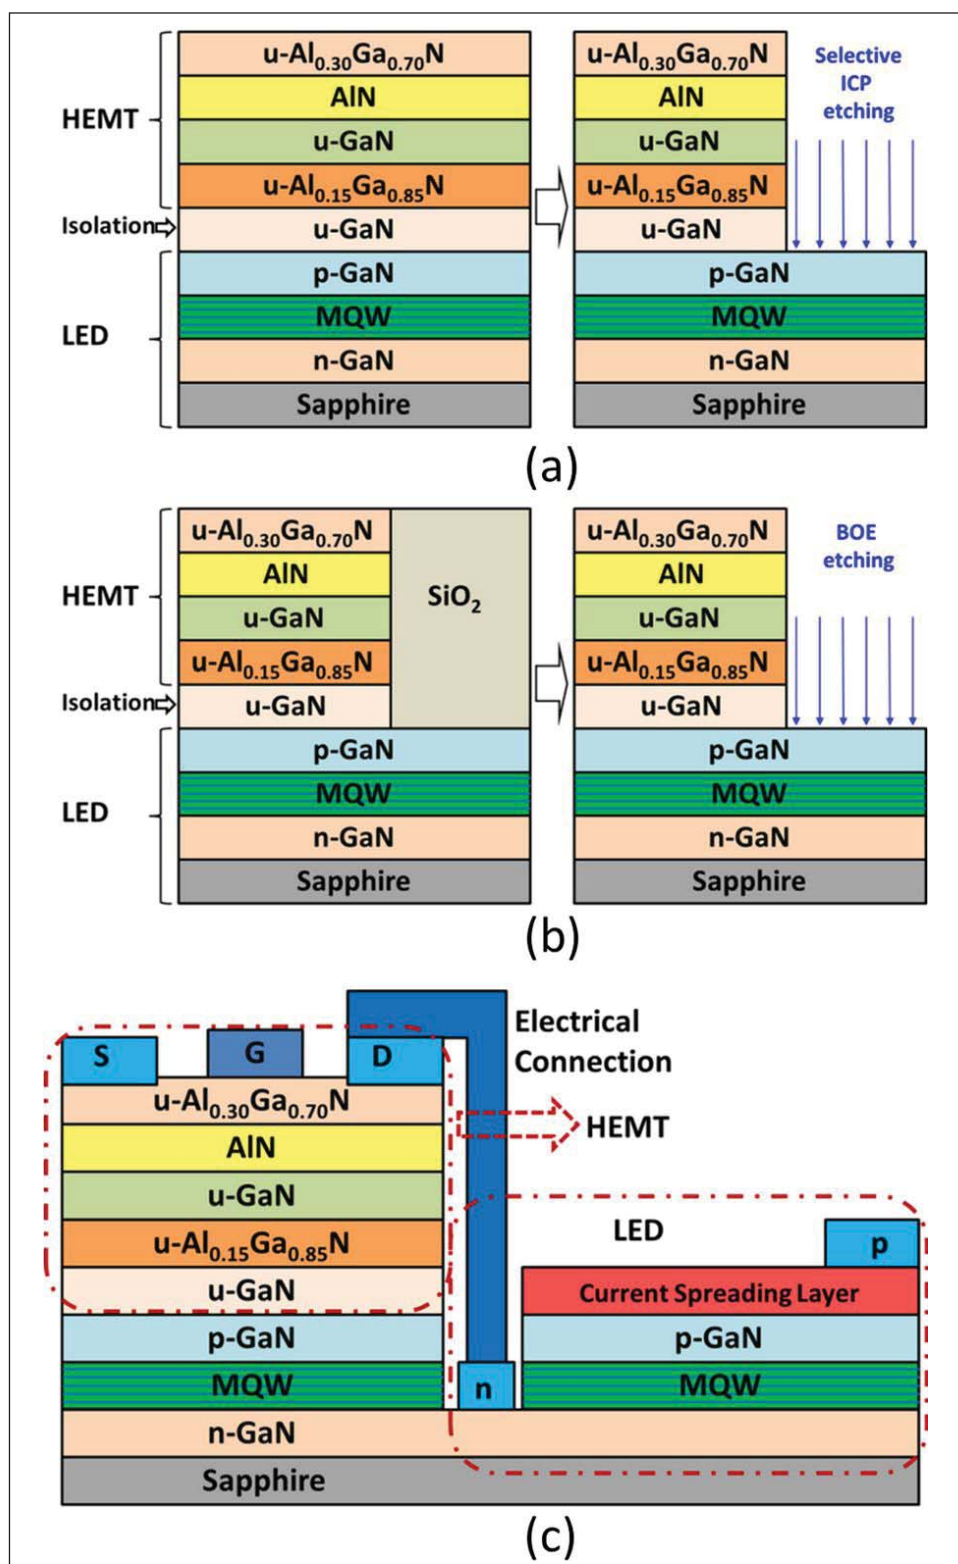 u-Al0.30Ga0.70N
AlN
u-GaN
u-Al0.15Ga0.85N
u-GaN
p-GaN
MQW
n-GaN
Sapphire
HEMT
Isolation
LED
u-Al0.30Ga0.70N
AlN
u-GaN
u-Al0.15Ga0.85N
u-GaN
p-GaN
MQW
n-GaN
Sapphire
Selective
ICP
etching
(a)
u-Al0.30Ga0.70N
AlN
u-GaN
u-Al0.15Ga0.85N
u-GaN
SiO2
p-GaN
MQW
n-GaN
Sapphire
HEMT
Isolation
LED
u-Al0.30Ga0.70N
AlN
u-GaN
u-Al0.15Ga0.85N
u-GaN
p-GaN
MQW
n-GaN
Sapphire
BOE
etching
(b)
S
G
D
u-Al0.30Ga0.70N
AlN
u-GaN
u-Al0.15Ga0.85N
u-GaN
p-GaN
MQW
n-GaN
Sapphire
Electrical
Connection
HEMT
LED
p
Current Spreading Layer
p-GaN
MQW
n
(c)